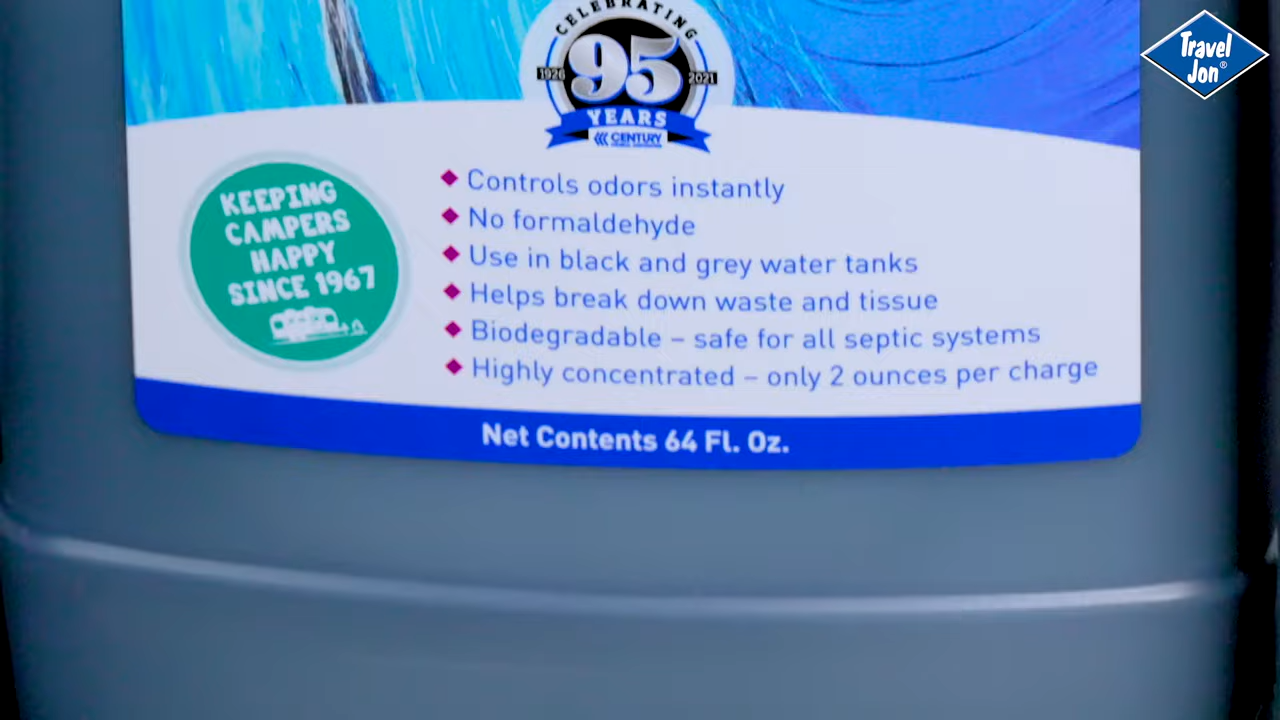 CELEBRATING
1926 95 2021
YEARS
CENTURY
KEEPING
CAMPERS
HAPPY
SINCE 1967
Controls odors instantly
No formaldehyde
Use in black and grey water tanks
Helps break down waste and tissue
Biodegradable – safe for all septic systems
Highly concentrated – only 2 ounces per charge
Net Contents 64 Fl. Oz.
Travel
Jon®